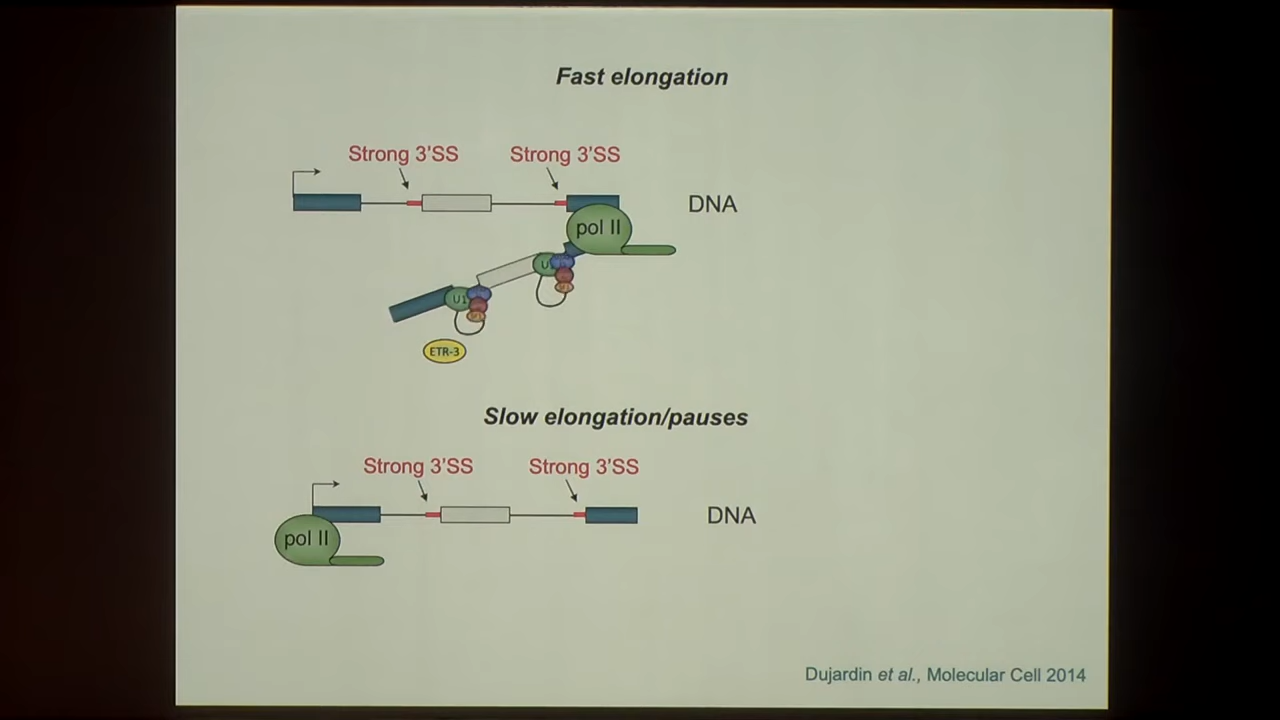 Fast elongation
Strong 3'SS Strong 3'SS
DNA
pol II
U1
ETR-3
Slow elongation/pauses
Strong 3'SS Strong 3'SS
DNA
pol II
Dujardin et al., Molecular Cell 2014